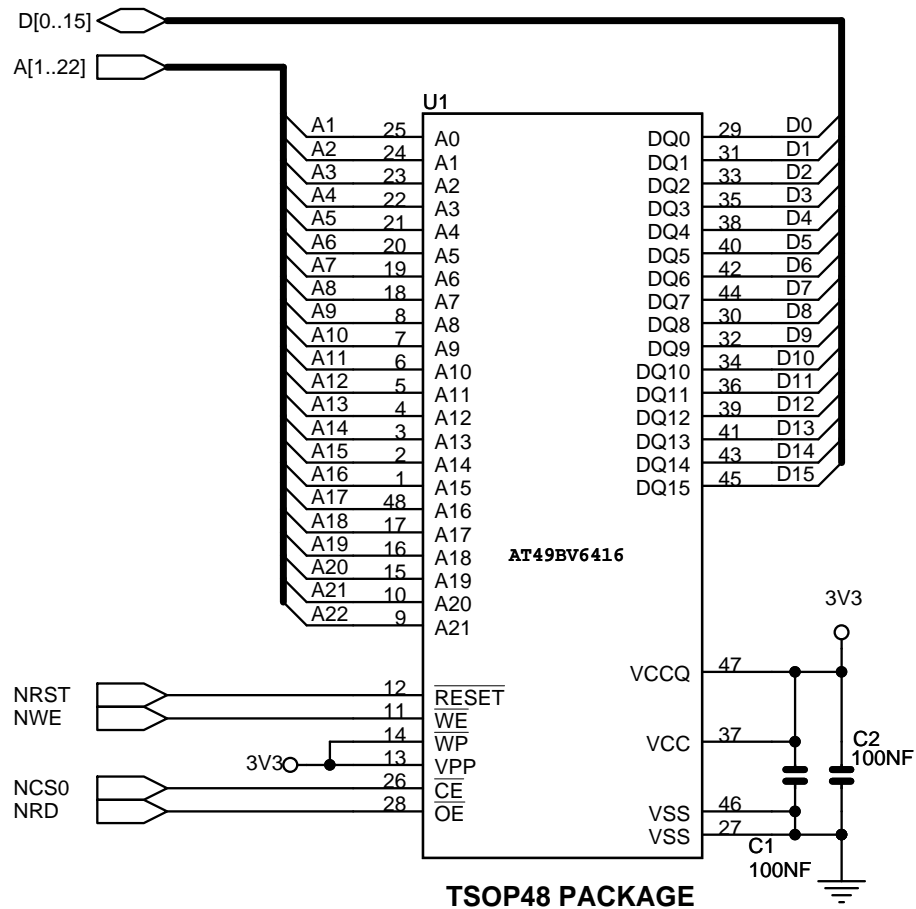 D[0..15]
A[1..22]
U1
A1 25 A0 DQ0 29 D0
A2 24 A1 DQ1 31 D1
A3 23 A2 DQ2 33 D2
A4 22 A3 DQ3 35 D3
A5 21 A4 DQ4 38 D4
A6 20 A5 DQ5 40 D5
A7 19 A6 DQ6 42 D6
A8 18 A7 DQ7 44 D7
A9 8 A8 DQ8 30 D8
A10 7 A9 DQ9 32 D9
A11 6 A10 DQ10 34 D10
A12 5 A11 DQ11 36 D11
A13 4 A12 DQ12 39 D12
A14 3 A13 DQ13 41 D13
A15 2 A14 DQ14 43 D14
A16 1 A15 DQ15 45 D15
A17 48 A16
A18 17 A17
A19 16 A18
A20 15 A19
A21 10 A20
A22 9 A21
AT49BV6416
3V3
VCCQ 47
NRST 12 RESET
NWE 11 WE
14 WP VCC 37
3V3 13 VPP
C2
100NF
NCS0 26 CE
NRD 28 OE
VSS 46
VSS 27
C1
100NF
TSOP48 PACKAGE